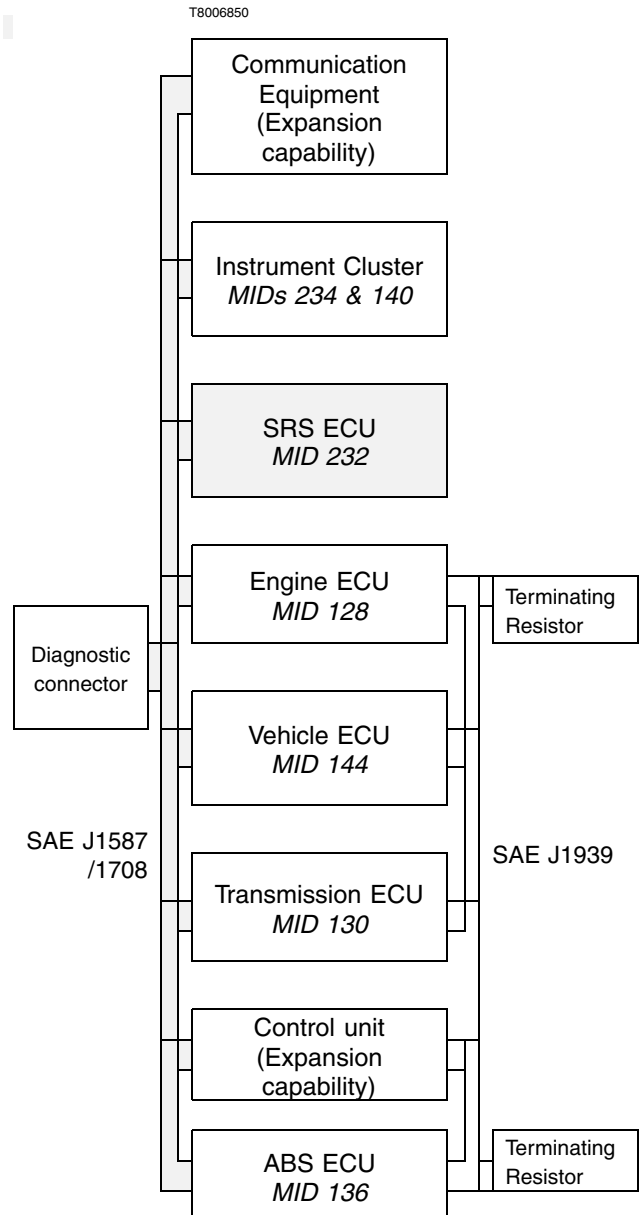 T8006850
Communication
Equipment
(Expansion
capability)
Instrument Cluster
MIDs 234 & 140
SRS ECU
MID 232
Engine ECU
MID 128
Terminating
Resistor
Diagnostic
connector
Vehicle ECU
MID 144
SAE J1587
/1708
SAE J1939
Transmission ECU
MID 130
Control unit
(Expansion
capability)
ABS ECU
MID 136
Terminating
Resistor